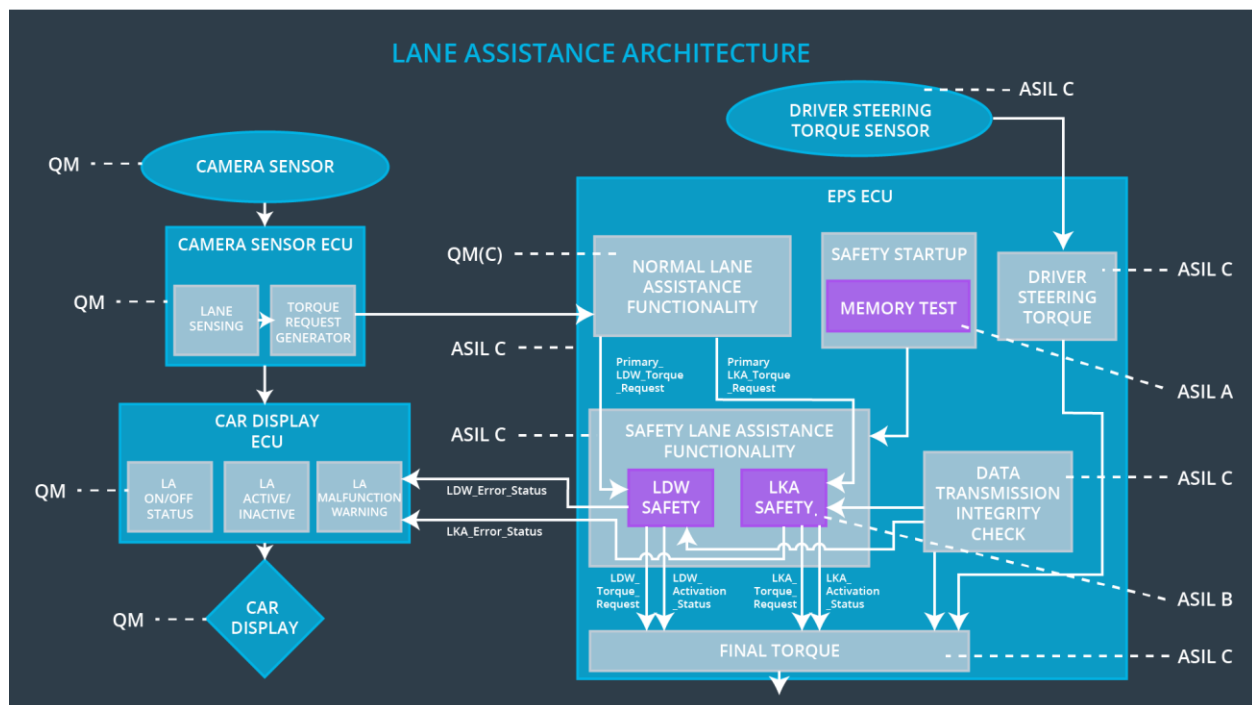 LANE ASSISTANCE ARCHITECTURE
ASIL C
DRIVER STEERING
TORQUE SENSOR
QM
CAMERA SENSOR
EPS ECU
CAMERA SENSOR ECU
QM(C)
NORMAL LANE
ASSISTANCE
FUNCTIONALITY
SAFETY STARTUP
MEMORY TEST
DRIVER
STEERING
TORQUE
ASIL C
QM
LANE
SENSING
TORQUE
REQUEST
GENERATOR
ASIL C
Primary_
LDW_Torque
_Request
Primary
LKA_Torque
_Request
ASIL A
CAR DISPLAY
ECU
ASIL C
SAFETY LANE ASSISTANCE
FUNCTIONALITY
QM
LA
ON/OFF
STATUS
LA
ACTIVE/
INACTIVE
LA
MALFUNCTION
WARNING
LDW_Error_Status
LKA_Error_Status
LDW
SAFETY
LKA
SAFETY
DATA
TRANSMISSION
INTEGRITY
CHECK
ASIL C
LDW_
Torque_
Request
LDW_
Activation
_Status
LKA_
Torque_
Request
LKA_
Activation
_Status
ASIL B
QM
CAR
DISPLAY
FINAL TORQUE
ASIL C